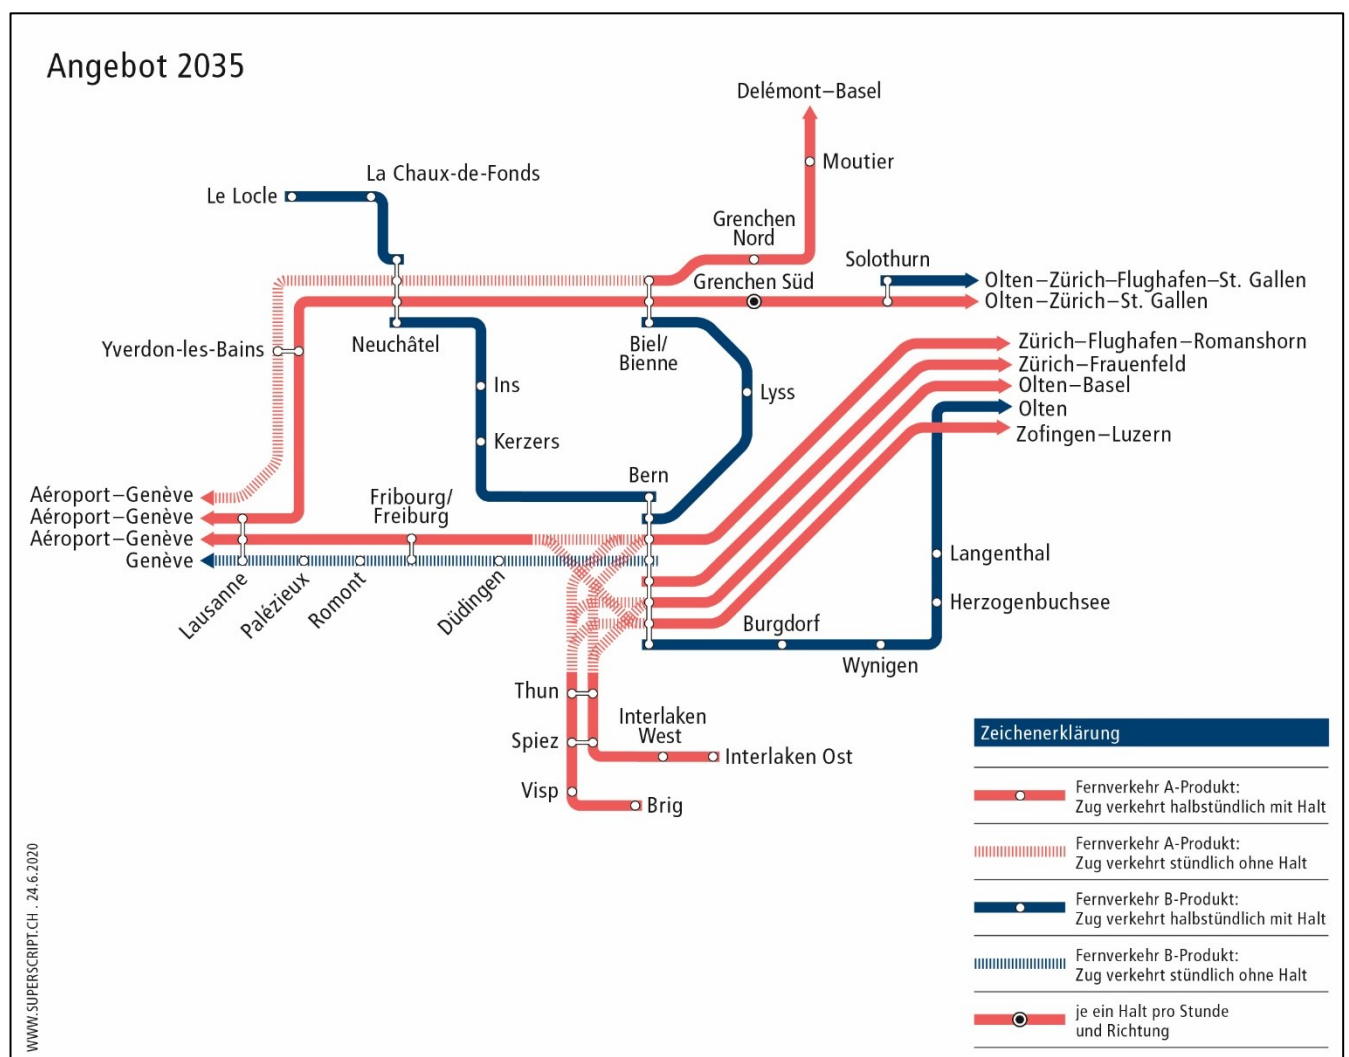 Angebot 2035
Delémont–Basel
Moutier
La Chaux-de-Fonds
Le Locle
Grenchen
Nord
Solothurn
Grenchen Süd
Olten–Zürich–Flughafen–St. Gallen
Olten–Zürich–St. Gallen
Neuchâtel
Biel/
Bienne
Yverdon-les-Bains
Zürich–Flughafen–Romanshorn
Zürich–Frauenfeld
Olten–Basel
Olten
Zofingen–Luzern
Ins
Lyss
Kerzers
Bern
Aéroport–Genève
Aéroport–Genève
Aéroport–Genève
Genève
Fribourg/
Freiburg
Lausanne
Palézieux
Romont
Düdingen
Langenthal
Herzogenbuchsee
Burgdorf
Wynigen
Thun
Spiez
Visp
Interlaken
West
Interlaken Ost
Brig
Zeichenerklärung
Fernverkehr A-Produkt:
Zug verkehrt halbstündlich mit Halt
Fernverkehr A-Produkt:
Zug verkehrt stündlich ohne Halt
Fernverkehr B-Produkt:
Zug verkehrt halbstündlich mit Halt
Fernverkehr B-Produkt:
Zug verkehrt stündlich ohne Halt
je ein Halt pro Stunde
und Richtung
WWW.SUPERSCRIPT.CH . 24.6.2020